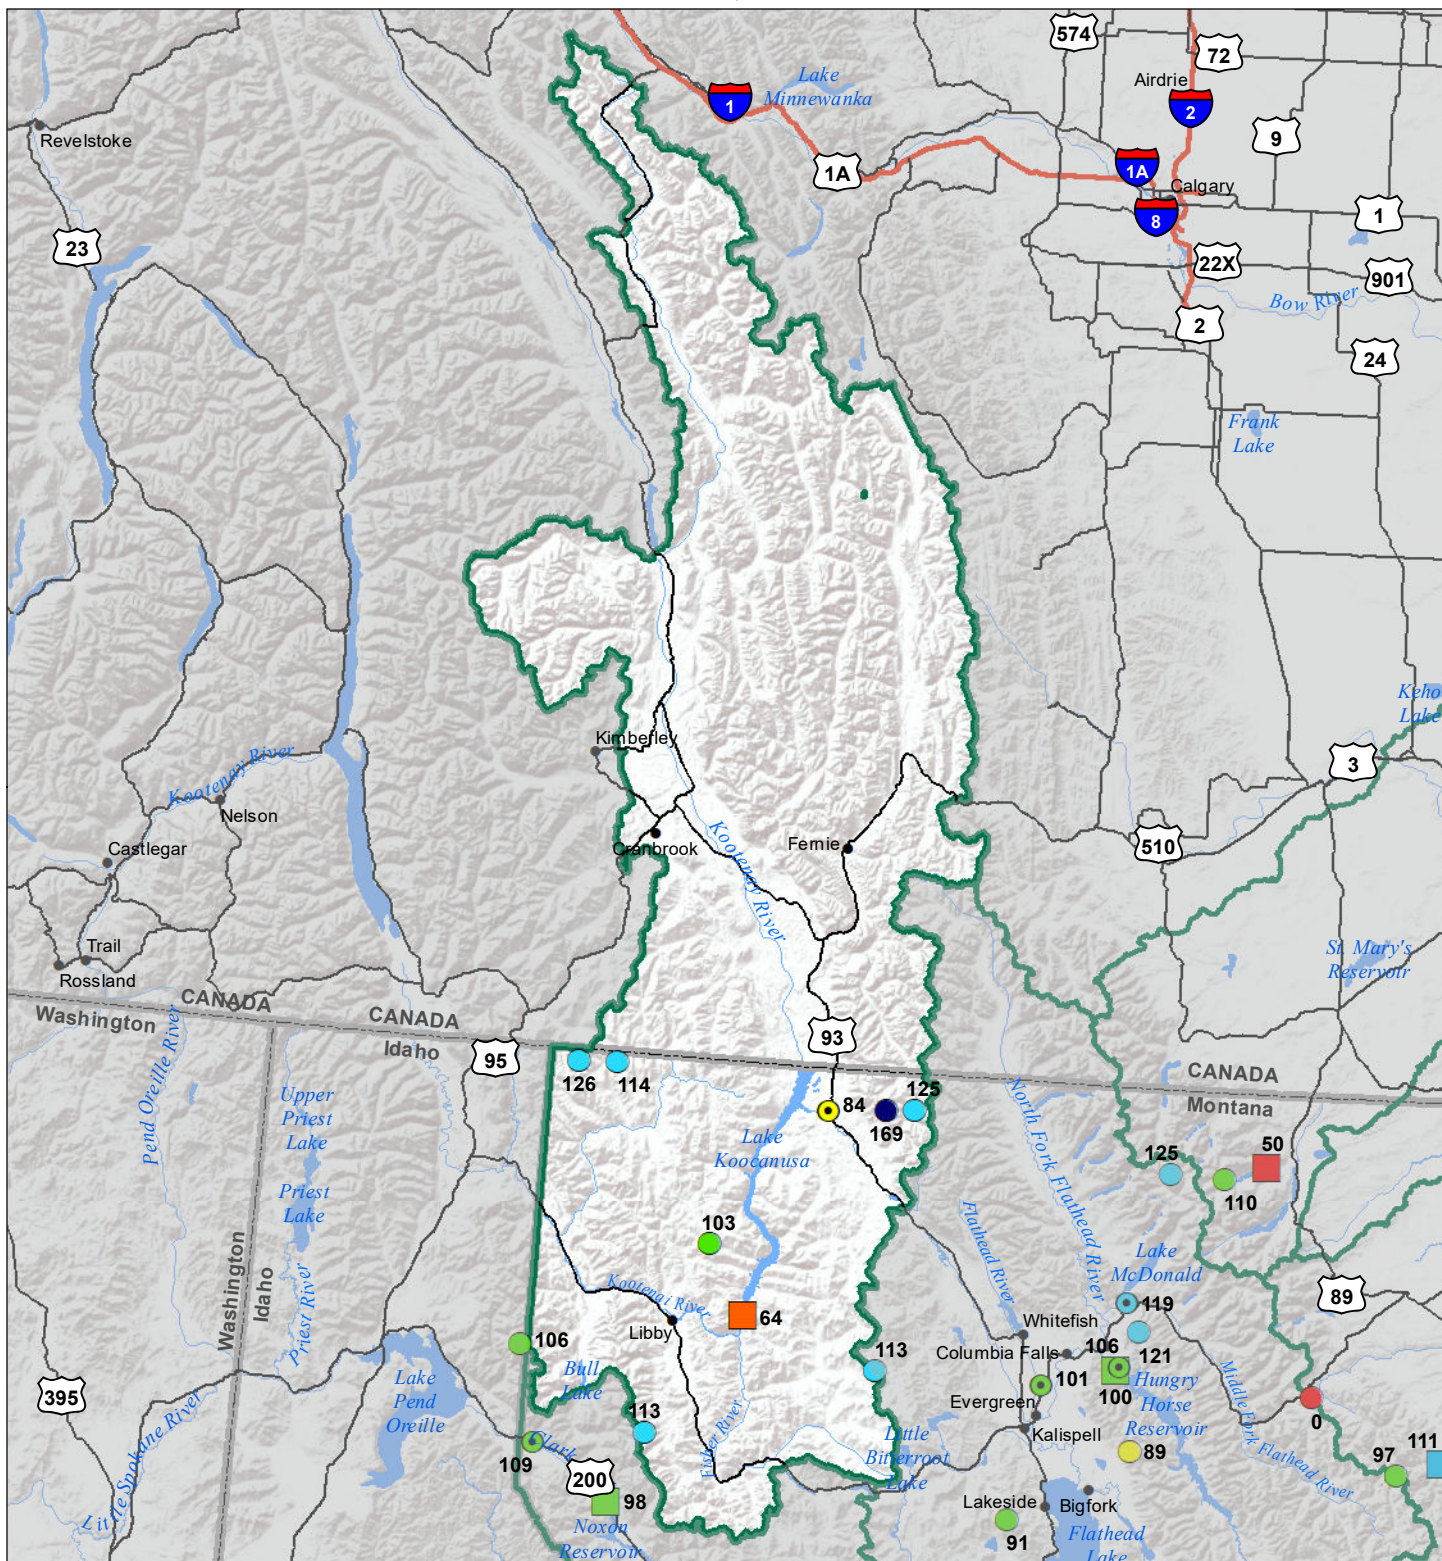 574
72
Airdrie
Lake
Minnewanka
1
2
9
Revelstoke
1A
1A
Calgary
8
1
23
22X
901
Bow River
2
24
Frank
Lake
Keho
Lake
Kimberley
Kootenay River
3
Nelson
Kootenay River
Cranbrook
Fernie
510
Castlegar
Trail
Rossland
St. Mary's
Reservoir
CANADA
Washington
CANADA
Idaho
95
93
CANADA
Montana
Pend Oreille River
126
114
84
169
125
Upper
Priest
Lake
Lake
Koocanusa
North Fork Flathead River
125
50
110
Priest
Lake
103
Flathead River
Lake
McDonald
Washington
Idaho
Priest River
Kootenai River
89
64
Libby
119
Whitefish
106
Columbia Falls
106
121
Bull
Lake
113
101
100
Hungry
Horse
Reservoir
395
Lake
Pend
Oreille
Evergreen
Middle Fork Flathead River
0
113
Kalispell
Clark
109
Fisher River
Little
Bitterroot
Lake
89
97
111
Little Spokane River
200
98
Lakeside
Bigfork
Noxon
Reservoir
91
Flathead
Lake